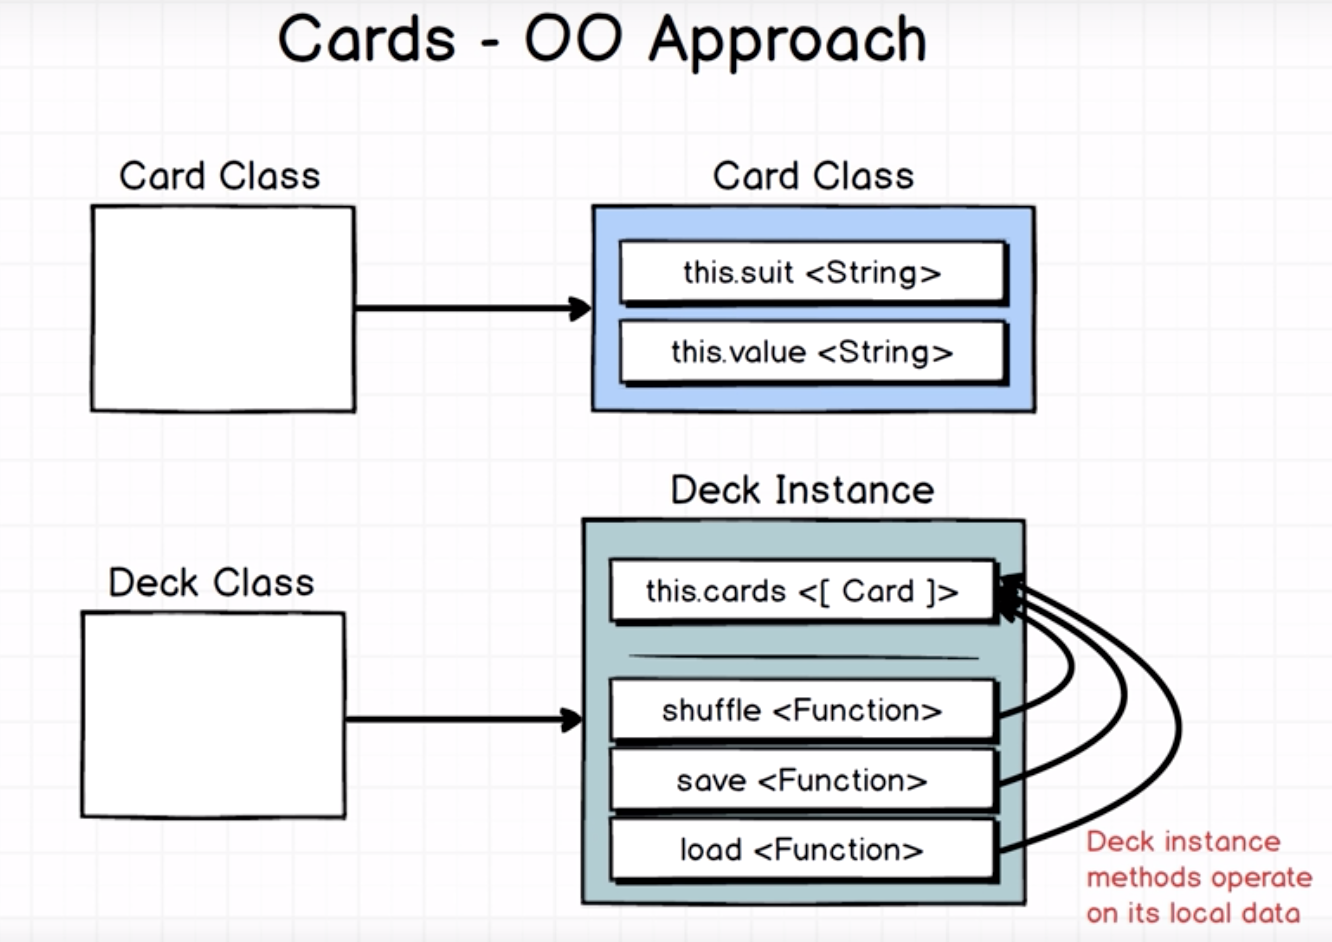 Cards - OO Approach
Card Class
Card Class
this.suit <String>
this.value <String>
Deck Instance
Deck Class
this.cards <[ Card ]>
shuffle <Function>
save <Function>
load <Function>
Deck instance
methods operate
on its local data